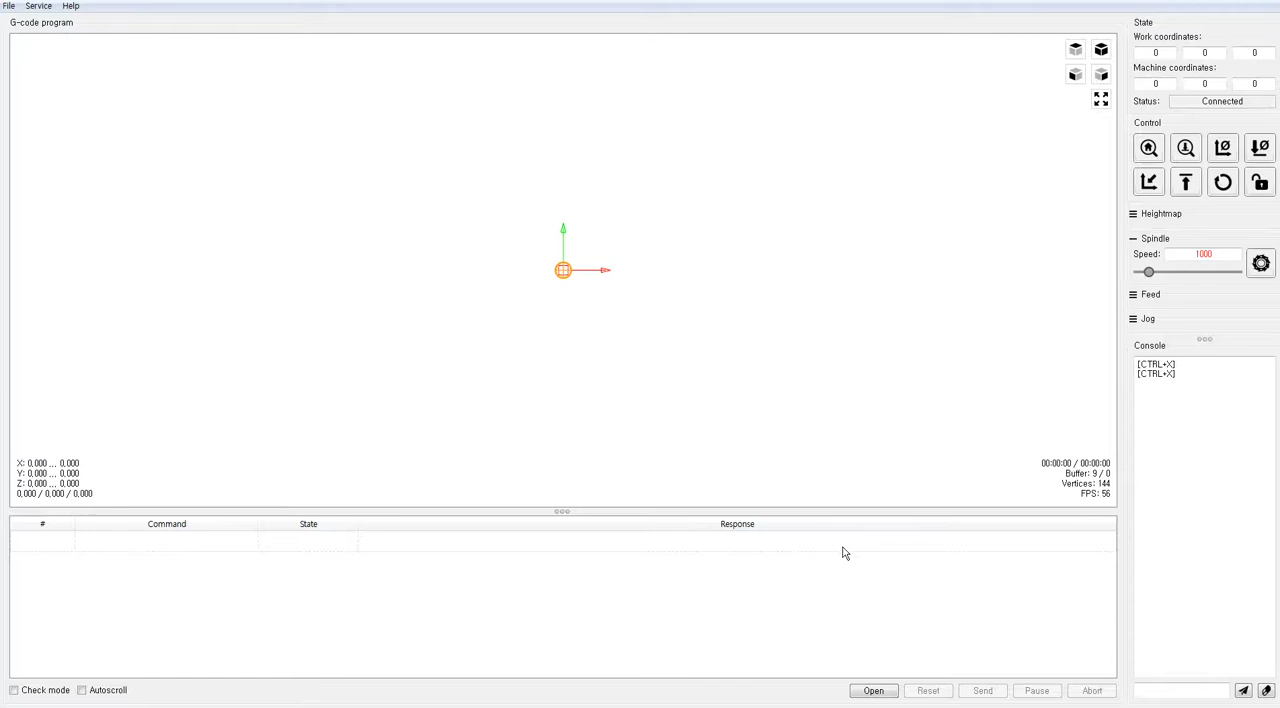 File Service Help
G-code program
State
Work coordinates:
0 0 0
Machine coordinates:
0 0 0
Status: Connected
Control
Heightmap
Spindle
Speed: 1000
Feed
Jog
Console
[CTRL+X]
[CTRL+X]
X: 0,000 ... 0,000
Y: 0,000 ... 0,000
Z: 0,000 ... 0,000
0,000 / 0,000 / 0,000
00:00:00 / 00:00:00
Buffer: 9 / 0
Vertices: 144
FPS: 56
# Command State Response
Check mode Autoscroll Open Reset Send Pause Abort